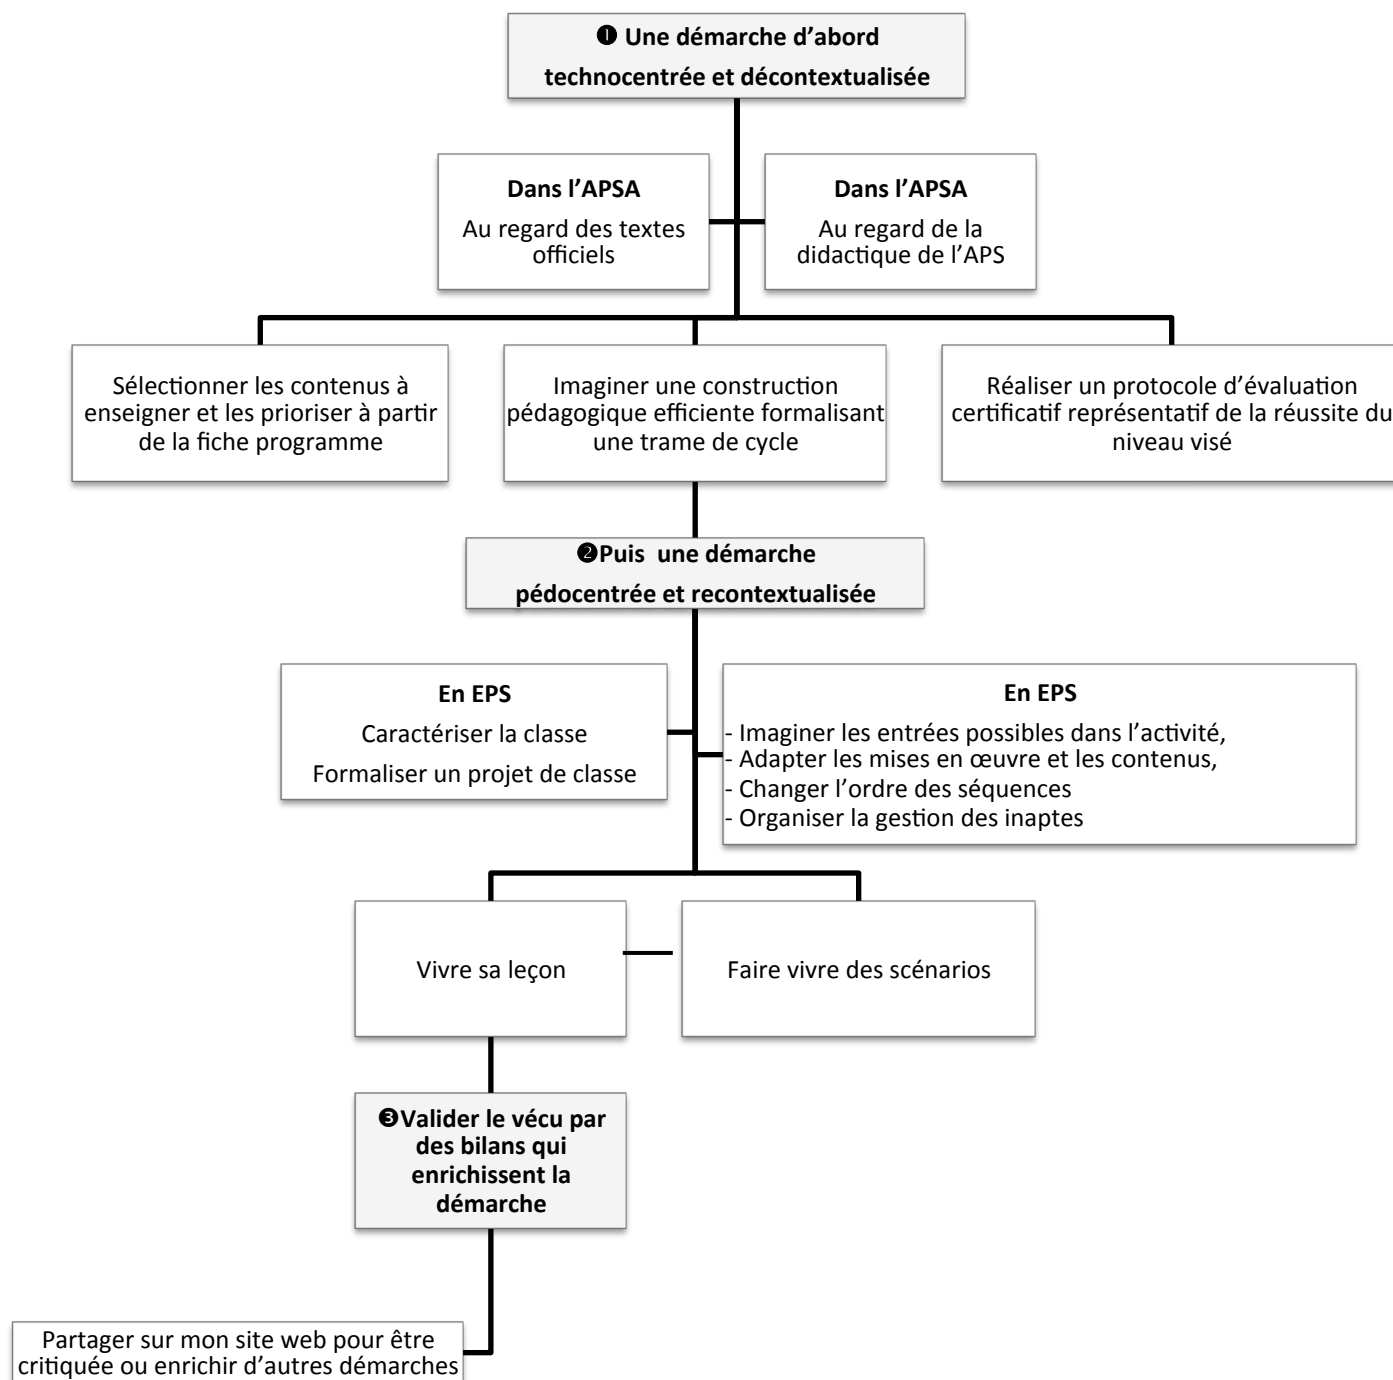 ❶ Une démarche d’abord
technocentrée et décontextualisée
Dans l’APSA
Au regard des textes
officiels
Dans l’APSA
Au regard de la
didactique de l’APS
Sélectionner les contenus à
enseigner et les prioriser à partir
de la fiche programme
Imaginer une construction
pédagogique efficiente formalisant
une trame de cycle
Réaliser un protocole d’évaluation
certificatif représentatif de la réussite du
niveau visé
❷Puis une démarche
pédocentrée et recontextualisée
En EPS
Caractériser la classe
Formaliser un projet de classe
En EPS
- Imaginer les entrées possibles dans l’activité,
- Adapter les mises en œuvre et les contenus,
- Changer l’ordre des séquences
- Organiser la gestion des inaptes
Vivre sa leçon
Faire vivre des scénarios
❸Valider le vécu par
des bilans qui
enrichissent la
démarche
Partager sur mon site web pour être
critiquée ou enrichir d’autres démarches